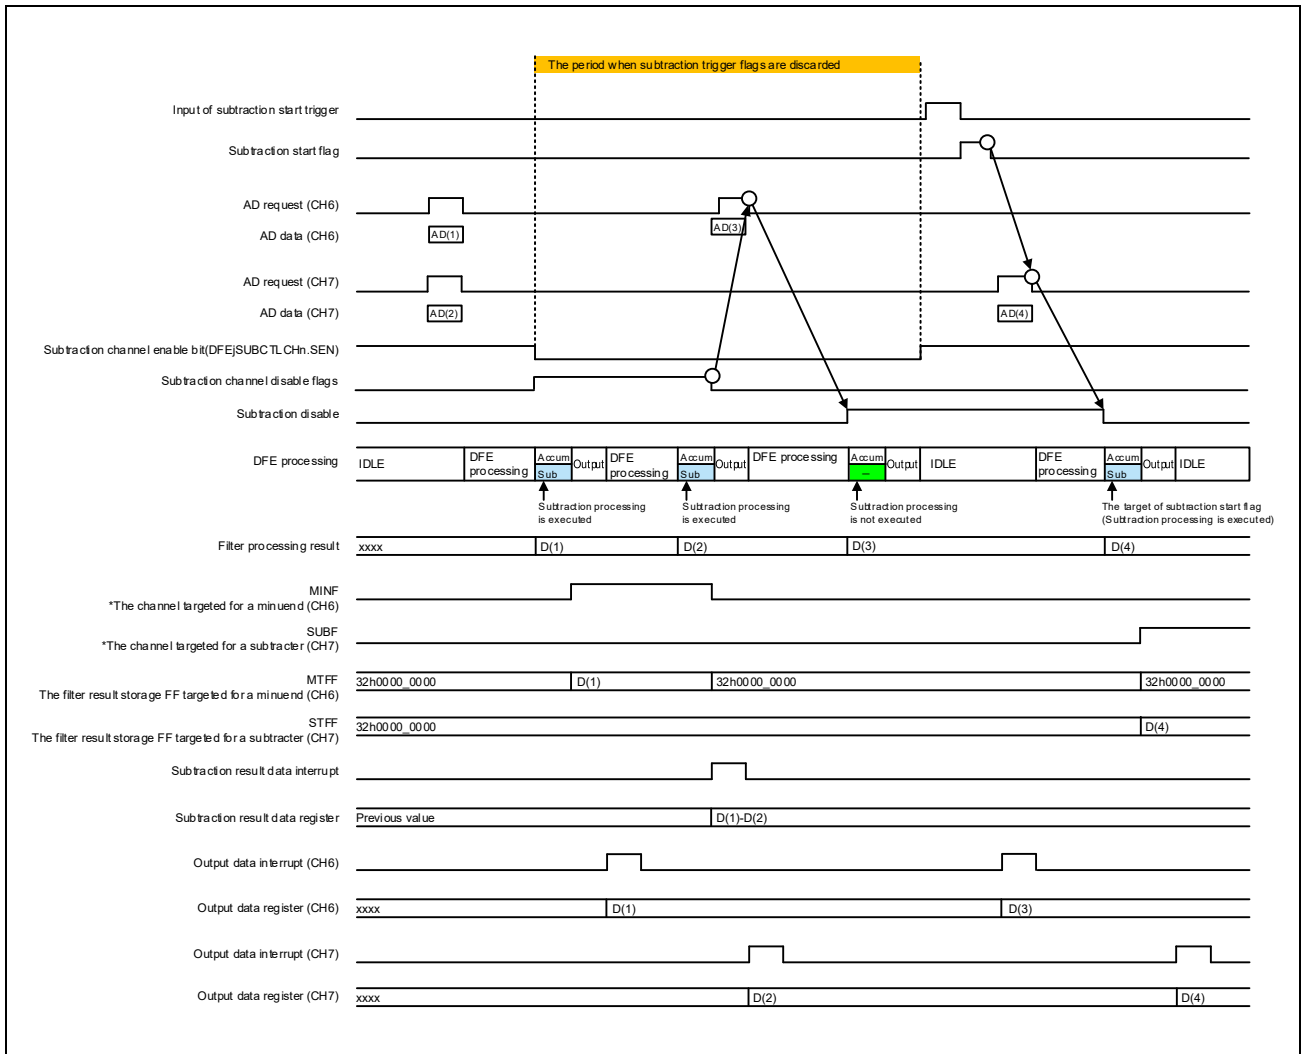 The period when subtraction trigger flags are discarded
Input of subtraction start trigger
Subtraction start flag
AD request (CH6)
AD data (CH6) AD(1) AD(3)
AD request (CH7)
AD data (CH7) AD(2) AD(4)
Subtraction channel enable bit(DFEjSUBCTLCHn.SEN)
Subtraction channel disable flags
Subtraction disable
DFE processing IDLE DFE processing Accum Sub Output DFE processing Accum Sub Output DFE processing Accum — Output IDLE DFE processing Accum Sub Output IDLE
Subtraction processing is executed
Subtraction processing is executed
Subtraction processing is not executed
The target of subtraction start flag (Subtraction processing is executed)
Filter processing result xxxx D(1) D(2) D(3) D(4)
MINF
*The channel targeted for a minuend (CH6)
SUBF
*The channel targeted for a subtracter (CH7)
MTFF 32h0000_0000 D(1) 32h0000_0000 32h0000_0000
The filter result storage FF targeted for a minuend (CH6)
STFF 32h0000_0000 D(4)
The filter result storage FF targeted for a subtracter (CH7)
Subtraction result data interrupt
Subtraction result data register Previous value D(1)-D(2)
Output data interrupt (CH6)
Output data register (CH6) xxxx D(1) D(3)
Output data interrupt (CH7)
Output data register (CH7) xxxx D(2) D(4)